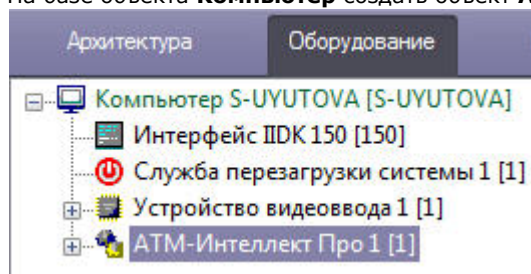 Архитектура Оборудование
Компьютер S-UYUTOVA [S-UYUTOVA]
Интерфейс IIDK 150 [150]
Служба перезагрузки системы 1 [1]
Устройство видеоввода 1 [1]
АТМ-Интеллект Про 1 [1]